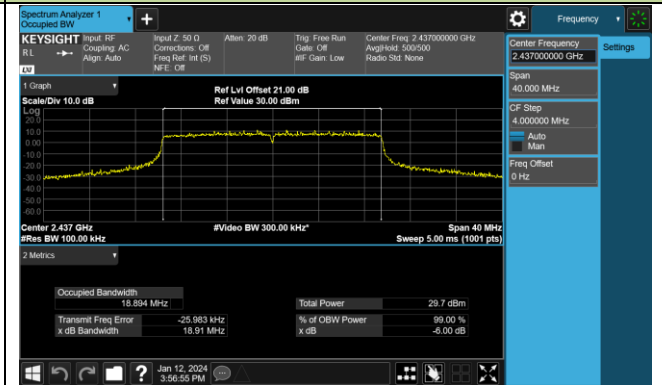 Spectrum Analyzer 1
Occupied BW
Frequency
KEYSIGHT
RL
LXI
Input: RF
Coupling: AC
Align: Auto
Input Z: 50 Ω
Corrections: Off
Freq Ref: Int (S)
NFE: Off
Atten: 20 dB
Trig: Free Run
Gate: Off
#IF Gain: Low
Center Freq: 2.437000000 GHz
Avg|Hold: 500/500
Radio Std: None
Center Frequency
2.437000000 GHz
Settings
Span
40.000 MHz
CF Step
4.000000 MHz
Auto
Man
Freq Offset
0 Hz
1 Graph
Scale/Div 10.0 dB
Ref Lvl Offset 21.00 dB
Ref Value 30.00 dBm
Log
20.0
10.0
0.00
-10.0
-20.0
-30.0
-40.0
-50.0
-60.0
Center 2.437 GHz
#Res BW 100.00 kHz
#Video BW 300.00 kHz*
Span 40 MHz
Sweep 5.00 ms (1001 pts)
2 Metrics
Occupied Bandwidth
18.894 MHz
Total Power 29.7 dBm
Transmit Freq Error -25.983 kHz
% of OBW Power 99.00 %
x dB Bandwidth 18.91 MHz
x dB -6.00 dB
?
Jan 12, 2024
3:56:55 PM